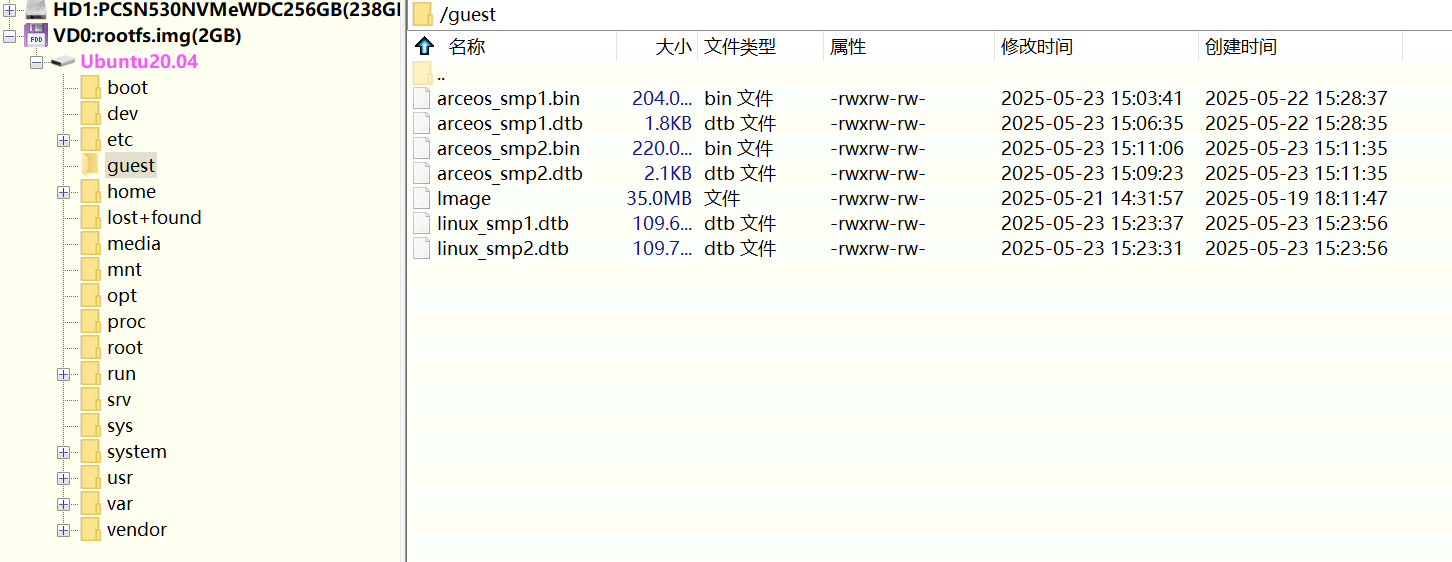 HD1:PCSN530NVMeWDC256GB(238GI
VD0:rootfs.img(2GB)
FDD
Ubuntu20.04
boot
dev
etc
guest
home
lost+found
media
mnt
opt
proc
root
run
srv
sys
system
usr
var
vendor
/guest
名称 大小 文件类型 属性 修改时间 创建时间
..
arceos_smp1.bin 204.0... bin 文件 -rwxrw-rw- 2025-05-23 15:03:41 2025-05-22 15:28:37
arceos_smp1.dtb 1.8KB dtb 文件 -rwxrw-rw- 2025-05-23 15:06:35 2025-05-22 15:28:35
arceos_smp2.bin 220.0... bin 文件 -rwxrw-rw- 2025-05-23 15:11:06 2025-05-23 15:11:35
arceos_smp2.dtb 2.1KB dtb 文件 -rwxrw-rw- 2025-05-23 15:09:23 2025-05-23 15:11:35
Image 35.0MB 文件 -rwxrw-rw- 2025-05-21 14:31:57 2025-05-19 18:11:47
linux_smp1.dtb 109.6... dtb 文件 -rwxrw-rw- 2025-05-23 15:23:37 2025-05-23 15:23:56
linux_smp2.dtb 109.7... dtb 文件 -rwxrw-rw- 2025-05-23 15:23:31 2025-05-23 15:23:56